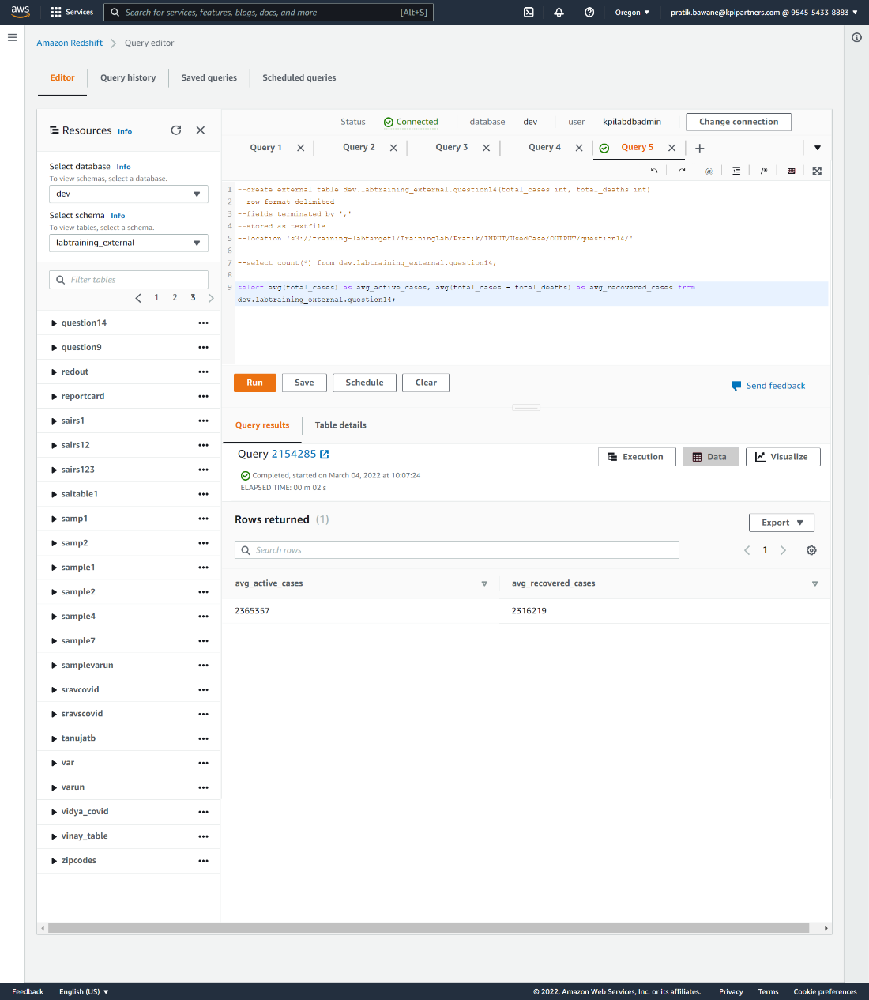 aws Services Search for services, features, blogs, docs, and more [Alt+S] Oregon pratik.bawane@kpipartners.com @ 9545-5433-8883
Amazon Redshift Query editor
Editor Query history Saved queries Scheduled queries
Resources Info
Select database Info
To view schemas, select a database.
dev
Select schema Info
To view tables, select a schema.
labtraining_external
Filter tables
1 2 3
question14
question9
redout
reportcard
sairs1
sairs12
sairs123
saitable1
samp1
samp2
sample1
sample2
sample4
sample7
samplevarun
sravcovid
sravscovid
tanujatb
var
varun
vidya_covid
vinay_table
zipcodes
Status Connected database dev user kpilabdbadmin Change connection
Query 1 Query 2 Query 3 Query 4 Query 5
1 --create external table dev.labtraining_external.question14(total_cases int, total_deaths int)
2 --row format delimited
3 --fields terminated by ','
4 --stored as textfile
5 --location 's3://training-labtarget1/TrainingLab/Pratik/INPUT/UsedCase/OUTPUT/question14/'
6
7 --select count(*) from dev.labtraining_external.question14;
8
9 select avg(total_cases) as avg_active_cases, avg(total_cases - total_deaths) as avg_recovered_cases from
dev.labtraining_external.question14;
Run Save Schedule Clear
Send feedback
Query results Table details
Query 2154285
Execution Data Visualize
Completed, started on March 04, 2022 at 10:07:24
ELAPSED TIME: 00 m 02 s
Rows returned (1)
Export
Search rows
1
avg_active_cases avg_recovered_cases
2365357 2316219
Feedback English (US) © 2022, Amazon Web Services, Inc. or its affiliates. Privacy Terms Cookie preferences